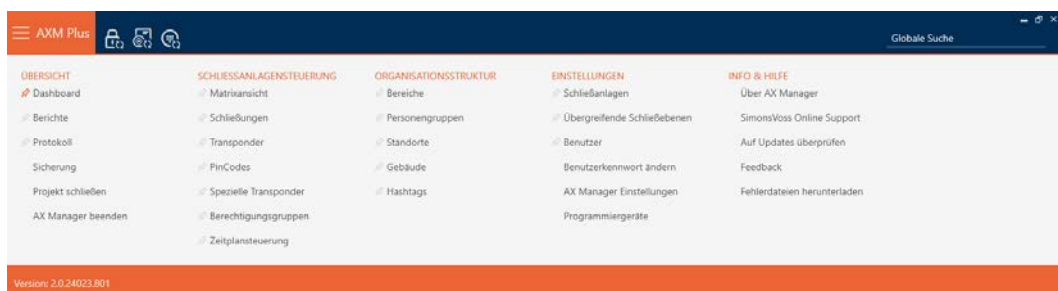 AXM Plus
Globale Suche
ÜBERSICHT
Dashboard
Berichte
Protokoll
Sicherung
Projekt schließen
AX Manager beenden
SCHLIESSANLAGENSTEUERUNG
Matrixansicht
Schließungen
Transponder
PinCodes
Spezielle Transponder
Berechtigungsgruppen
Zeitplansteuerung
ORGANISATIONSSTRUKTUR
Bereiche
Personengruppen
Standorte
Gebäude
Hashtags
EINSTELLUNGEN
Schließanlagen
Übergreifende Schließebenen
Benutzer
Benutzerkennwort ändern
AX Manager Einstellungen
Programmiergeräte
INFO & HILFE
Über AX Manager
SimonsVoss Online Support
Auf Updates überprüfen
Feedback
Fehlerdateien herunterladen
Version: 2.0.24023.801